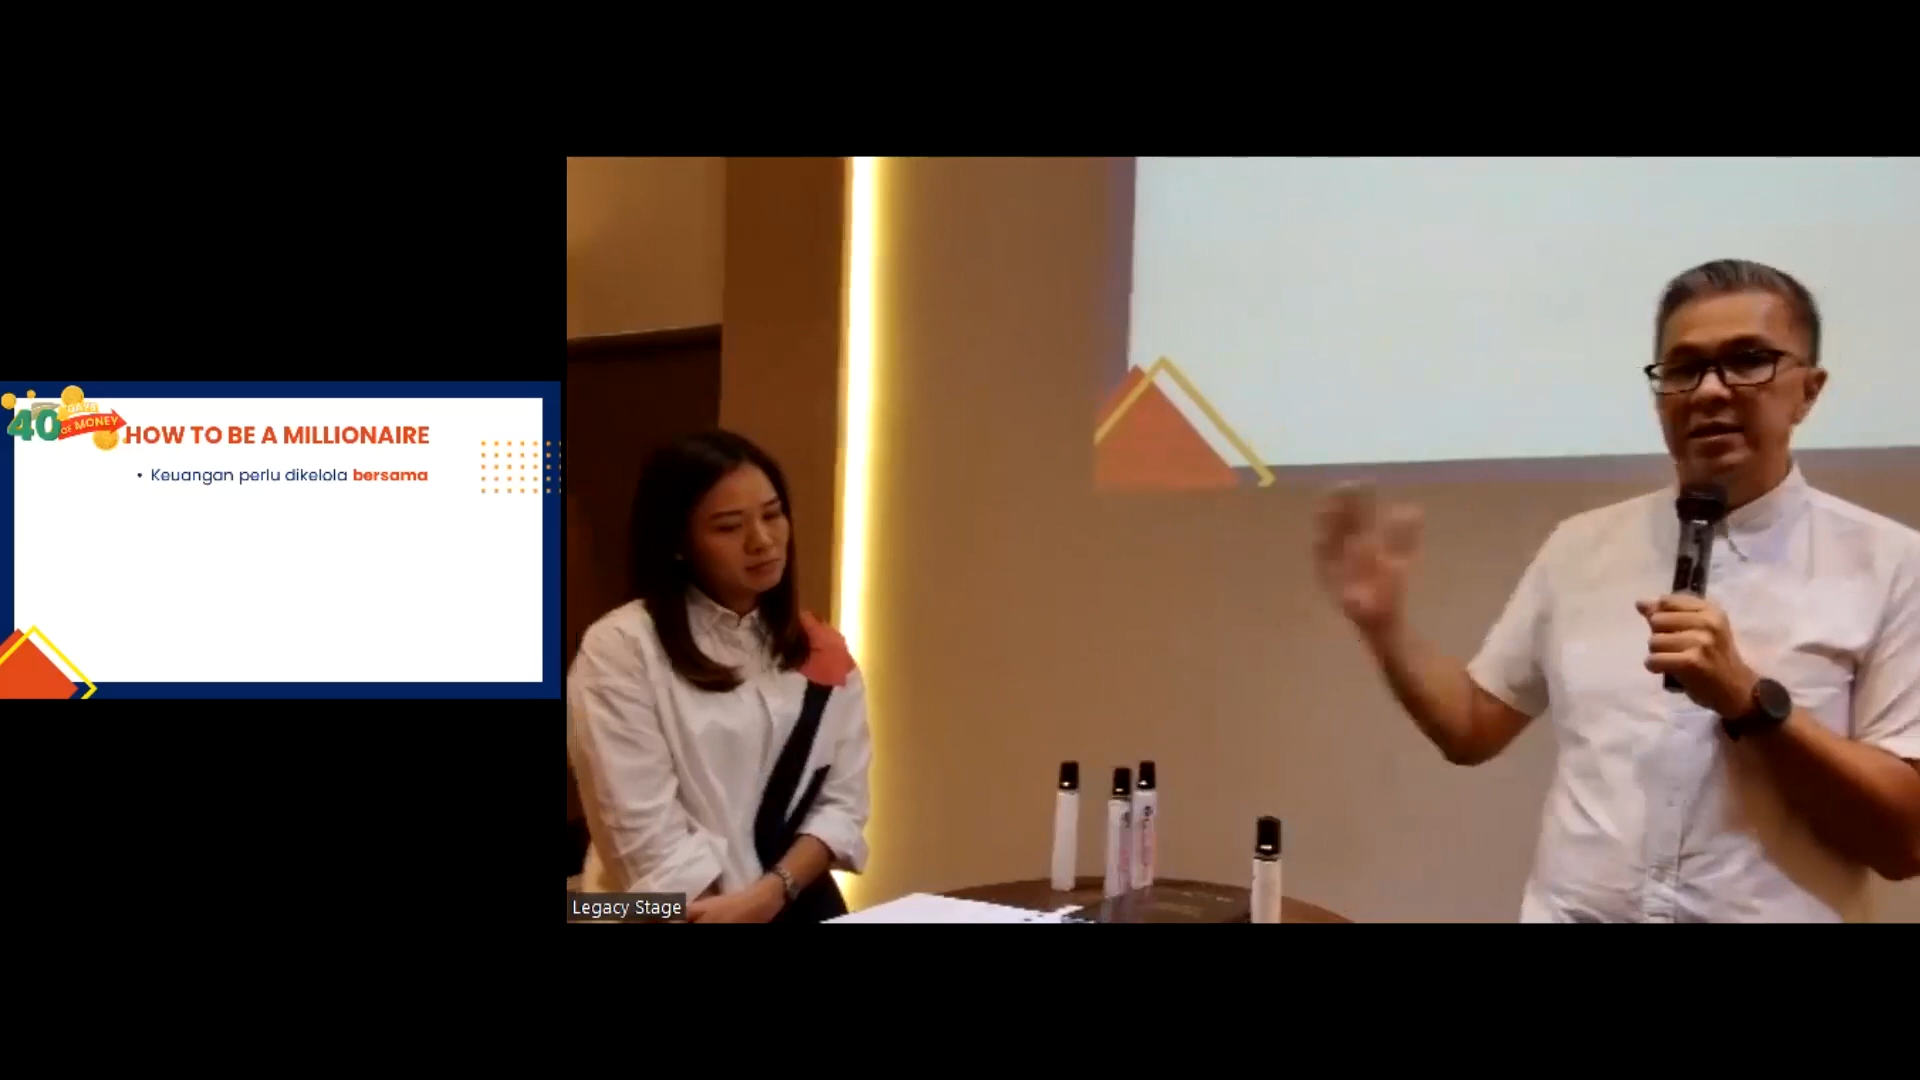 40 DAYS
OF MONEY
HOW TO BE A MILLIONAIRE
• Keuangan perlu dikelola bersama
Legacy Stage